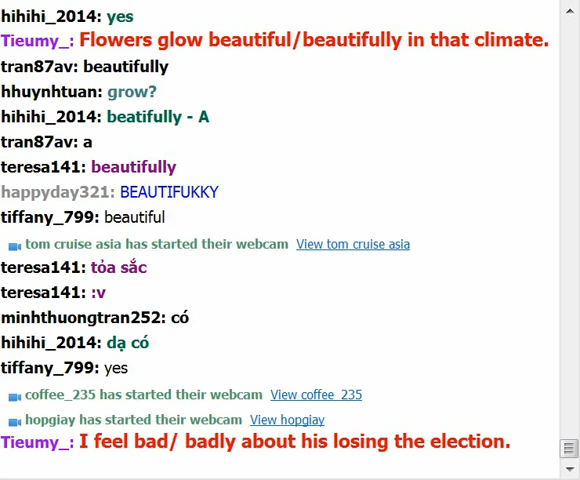 hihihi_2014: yes
Tieumy_: Flowers glow beautiful/beautifully in that climate.
tran87av: beautifully
hhuynhtuan: grow?
hihihi_2014: beatifully - A
tran87av: a
teresa141: beautifully
happyday321: BEAUTIFUKKY
tiffany_799: beautiful
tom cruise asia has started their webcam View tom cruise asia
teresa141: tỏa sắc
teresa141: :v
minhthuongtran252: có
hihihi_2014: dạ có
tiffany_799: yes
coffee_235 has started their webcam View coffee_235
hopgiay has started their webcam View hopgiay
Tieumy_: I feel bad/ badly about his losing the election.